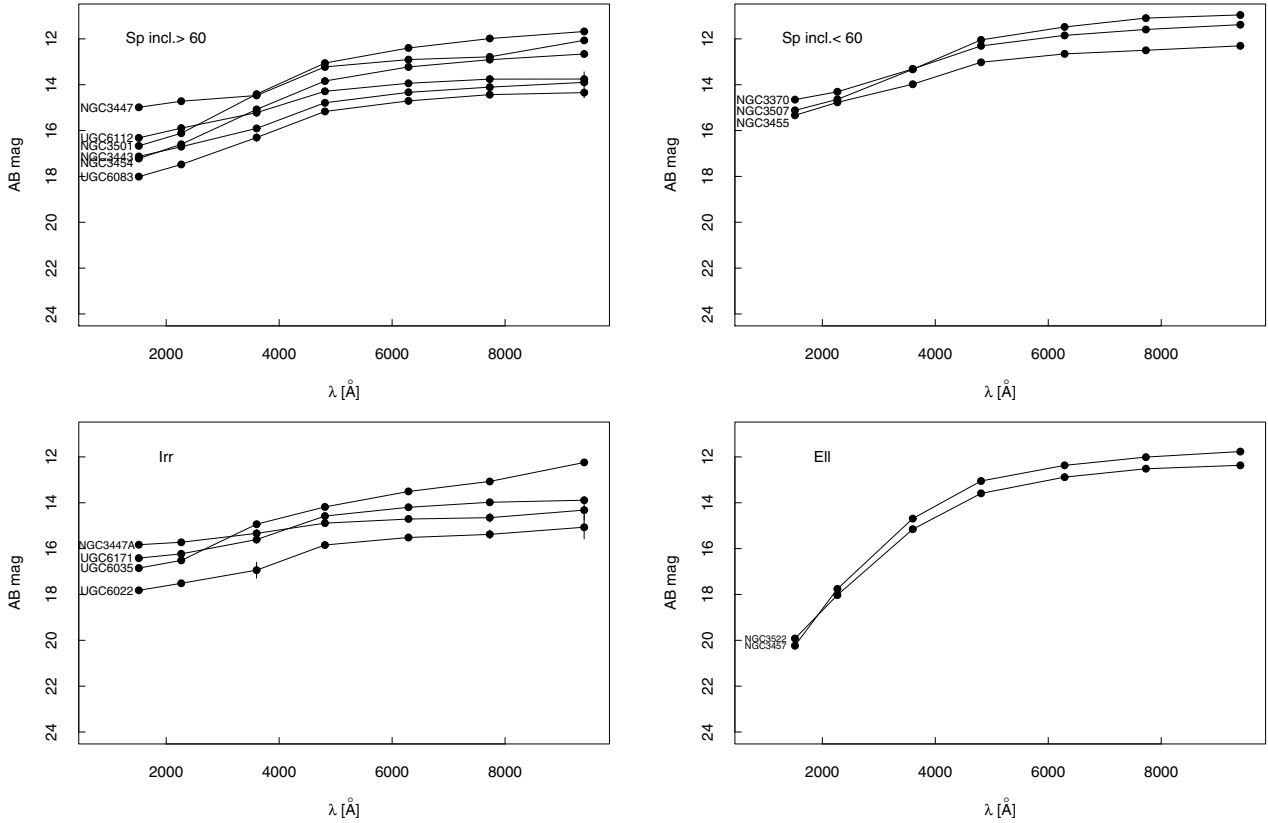 Sp incl.> 60
AB mag
12
14
16
18
20
22
24
NGC3447
UGC6112
NGC3501
NGC3443
NGC3454
UGC6083
2000
4000
6000
8000
λ [Å]
Sp incl.< 60
AB mag
12
14
16
18
20
22
24
NGC3370
NGC3507
NGC3455
2000
4000
6000
8000
λ [Å]
Irr
AB mag
12
14
16
18
20
22
24
NGC3447A
UGC6171
UGC6035
UGC6022
2000
4000
6000
8000
λ [Å]
Ell
AB mag
12
14
16
18
20
22
24
NGC3522
NGC3457
2000
4000
6000
8000
λ [Å]